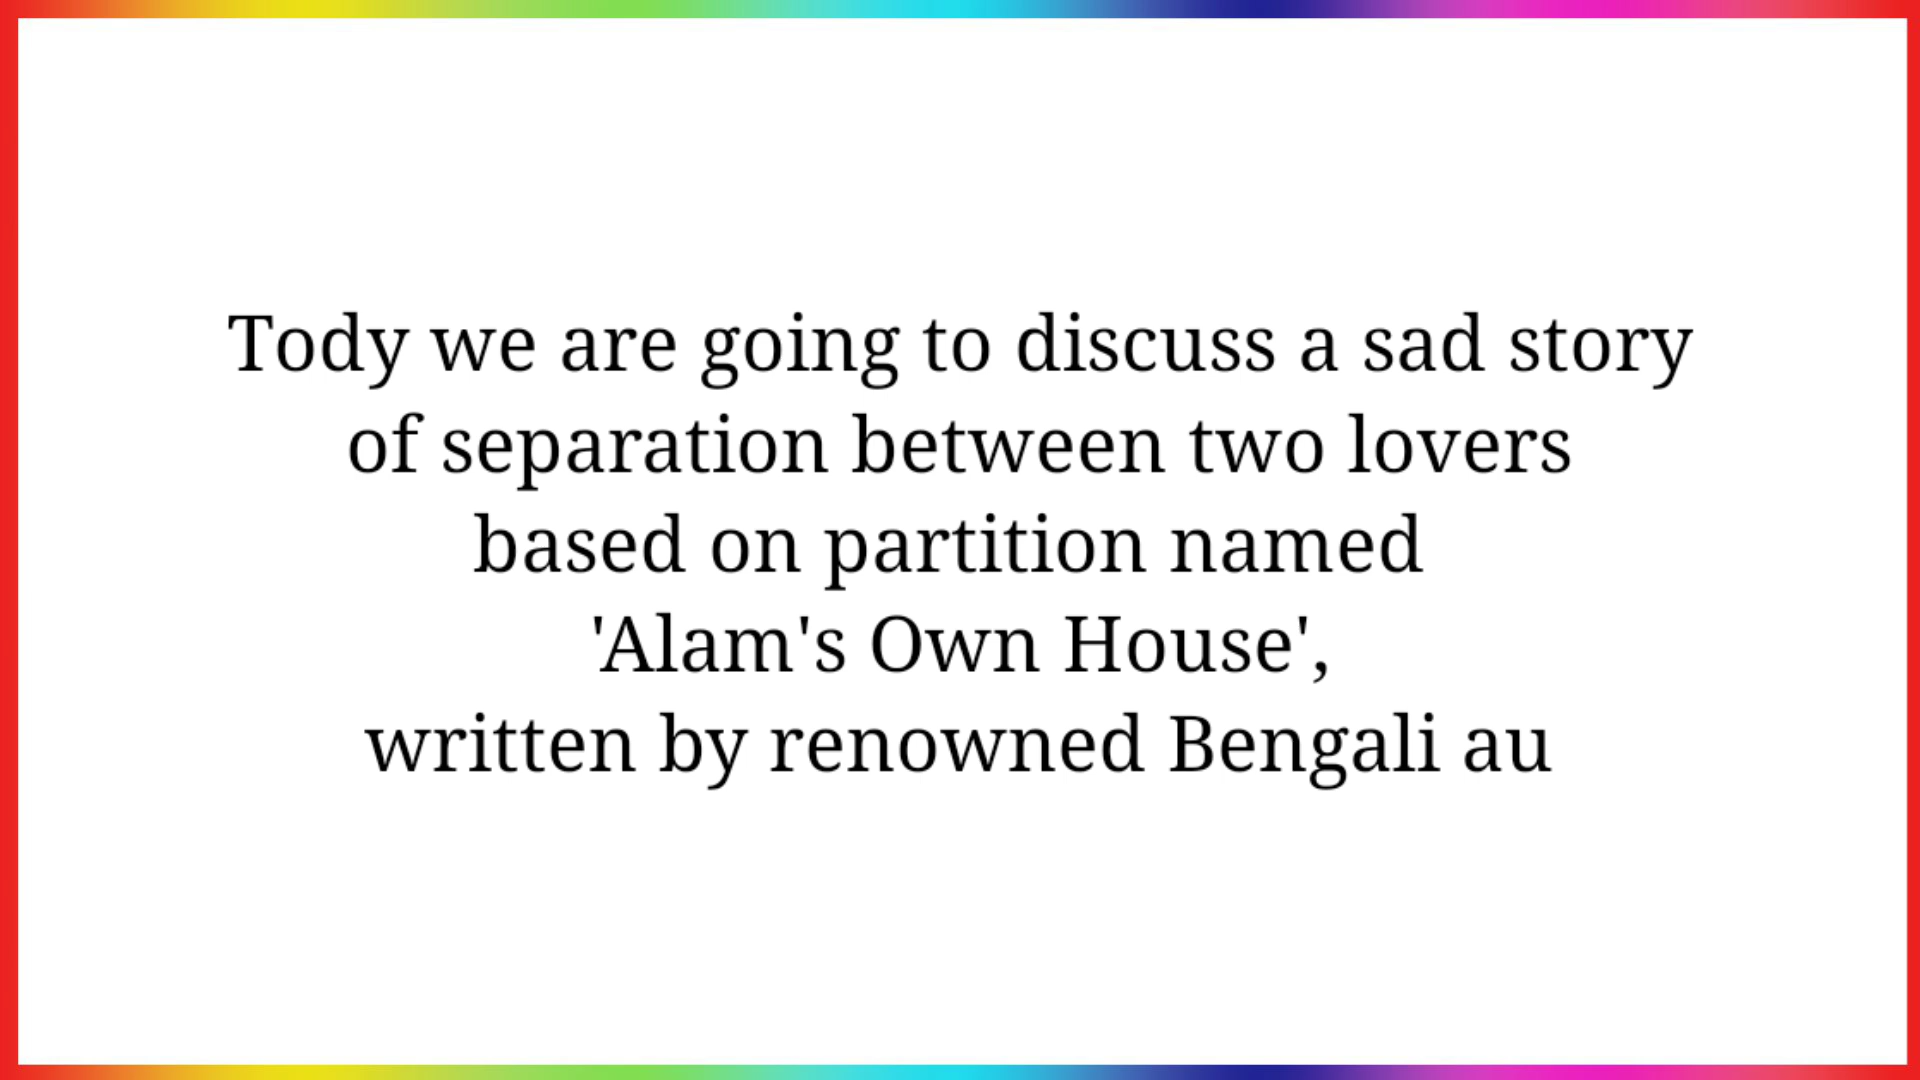 Tody we are going to discuss a sad story
of separation between two lovers
based on partition named
'Alam's Own House',
written by renowned Bengali au